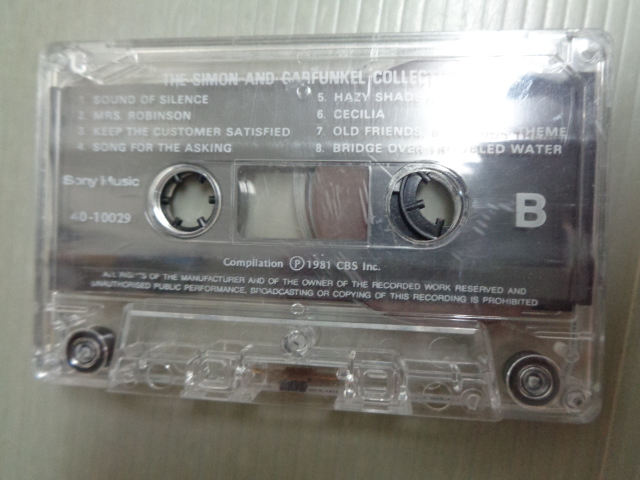 THE SIMON AND GARFUNKEL COLLECT
1. SOUND OF SILENCE
2. MRS. ROBINSON
3. KEEP THE CUSTOMER SATISFIED
4. SONG FOR THE ASKING
5. HAZY SHADE
6. CECILIA
7. OLD FRIENDS THEME
8. BRIDGE OVER TROUBLED WATER
Sony Music
40-10029
B
Compilation Ⓟ 1981 CBS Inc.
ALL RIGHTS OF THE MANUFACTURER AND OF THE OWNER OF THE RECORDED WORK RESERVED AND
UNAUTHORISED PUBLIC PERFORMANCE, BROADCASTING OR COPYING OF THIS RECORDING IS PROHIBITED